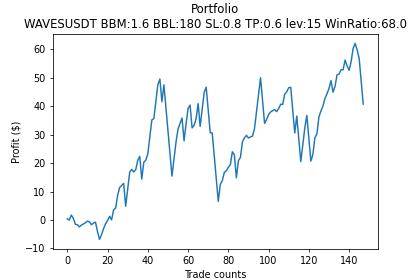 Portfolio
WAVESUSDT BBM:1.6 BBL:180 SL:0.8 TP:0.6 lev:15 WinRatio:68.0
Profit ($)
60
50
40
30
20
10
0
−10
0 20 40 60 80 100 120 140
Trade counts